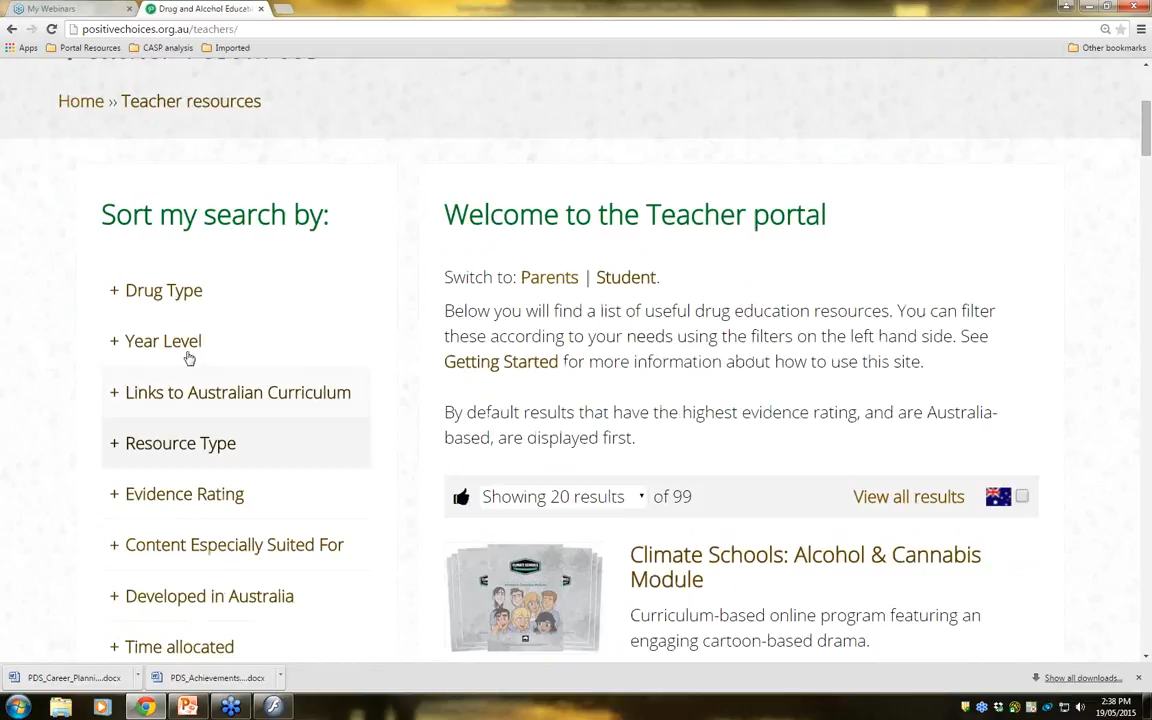 My Webinars
Drug and Alcohol Educati
positivechoices.org.au/teachers/
Apps
Portal Resources
CASP analysis
Imported
Other bookmarks
Home ›› Teacher resources
Sort my search by:
+ Drug Type
+ Year Level
+ Links to Australian Curriculum
+ Resource Type
+ Evidence Rating
+ Content Especially Suited For
+ Developed in Australia
+ Time allocated
Welcome to the Teacher portal
Switch to: Parents | Student.
Below you will find a list of useful drug education resources. You can filter
these according to your needs using the filters on the left hand side. See
Getting Started for more information about how to use this site.
By default results that have the highest evidence rating, and are Australia-
based, are displayed first.
Showing 20 results of 99
View all results
Climate Schools: Alcohol & Cannabis
Module
Curriculum-based online program featuring an
engaging cartoon-based drama.
PDS_Career_Planni....docx
PDS_Achievements....docx
Show all downloads...
2:38 PM
19/05/2015